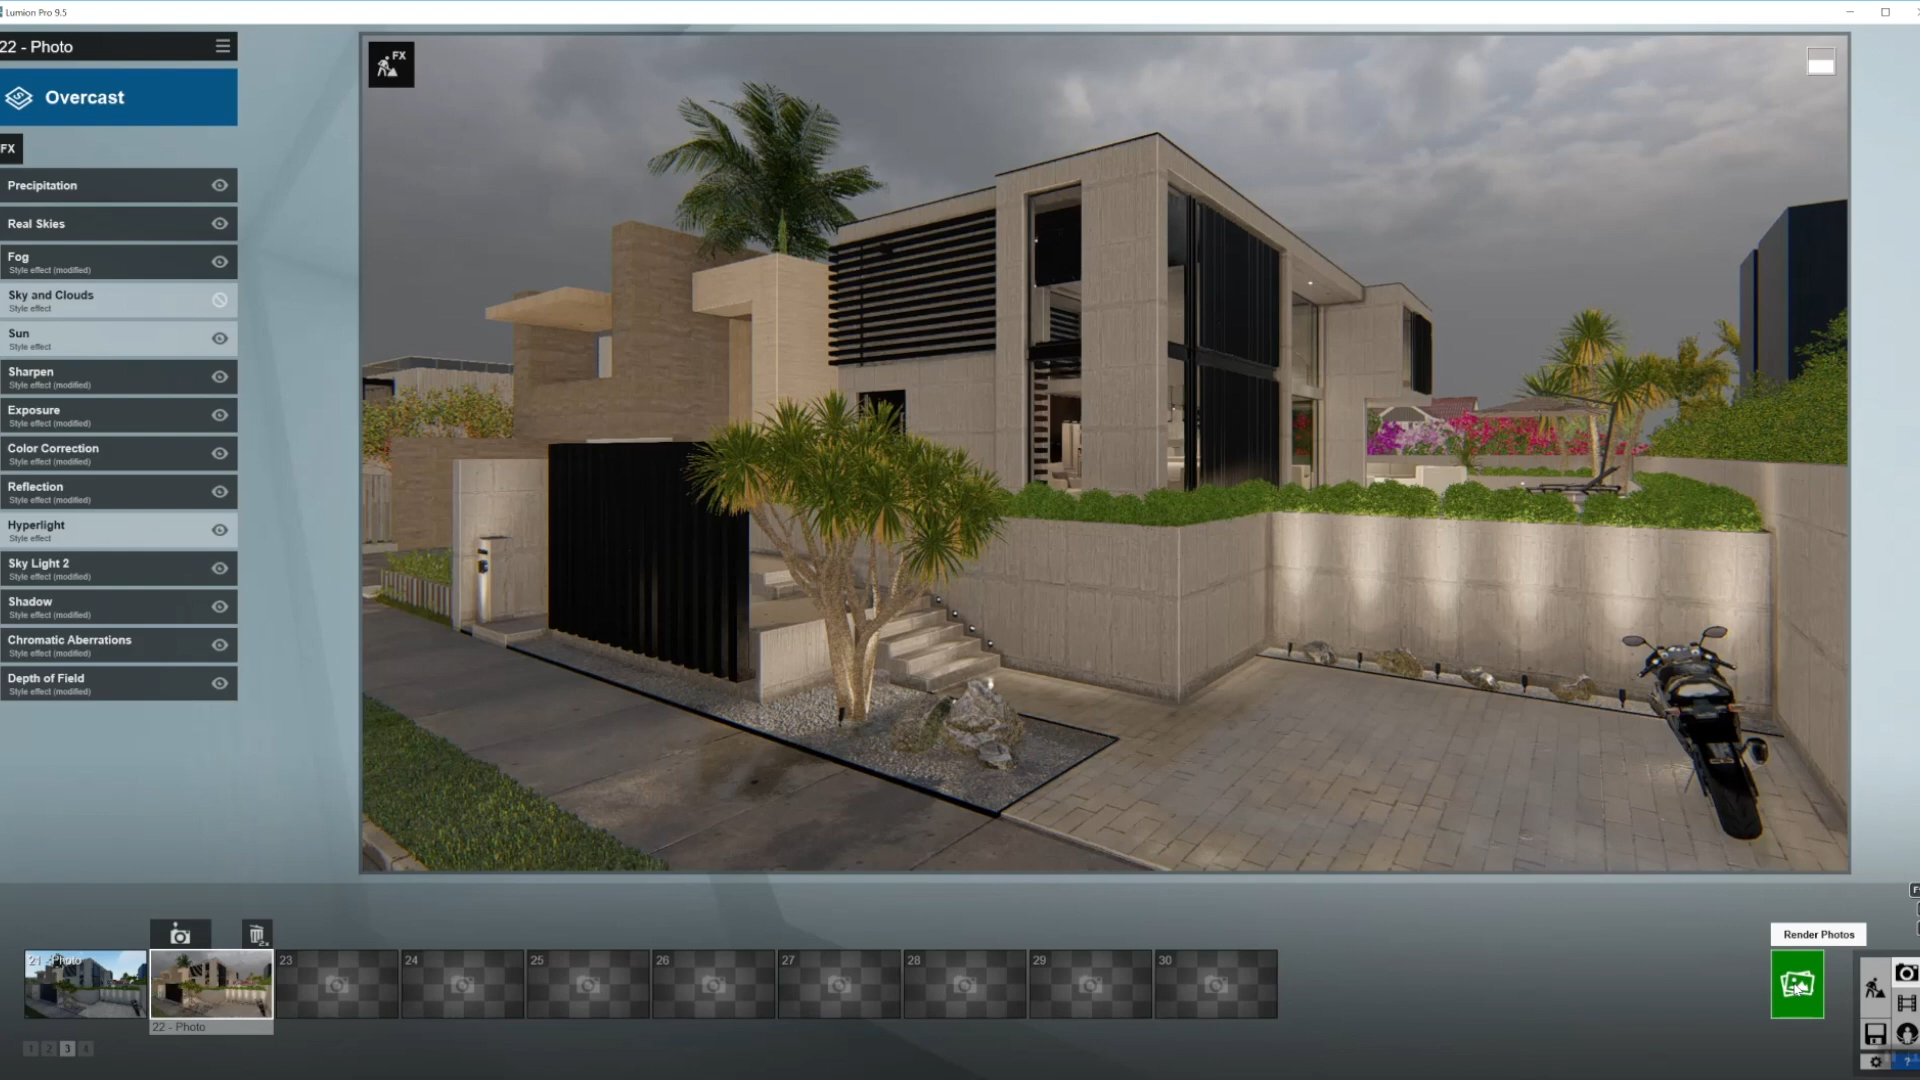 Lumion Pro 9.5
22 - Photo
Overcast
FX
FX
Precipitation
Real Skies
Fog
Style effect (modified)
Sky and Clouds
Style effect
Sun
Style effect
Sharpen
Style effect (modified)
Exposure
Style effect (modified)
Color Correction
Style effect (modified)
Reflection
Style effect (modified)
Hyperlight
Style effect
Sky Light 2
Style effect (modified)
Shadow
Style effect (modified)
Chromatic Aberrations
Style effect (modified)
Depth of Field
Style effect (modified)
2x
Render Photos
21 - Photo
23
24
25
26
27
28
29
30
22 - Photo
1 2 3 4
?